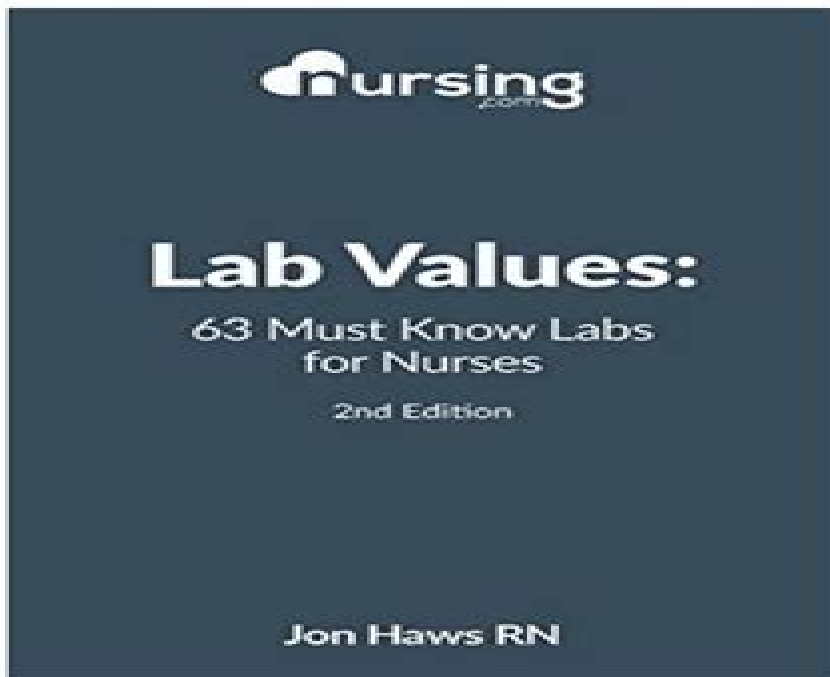 nursing
.com
Lab Values:
63 Must Know Labs
for Nurses
2nd Edition
Jon Haws RN